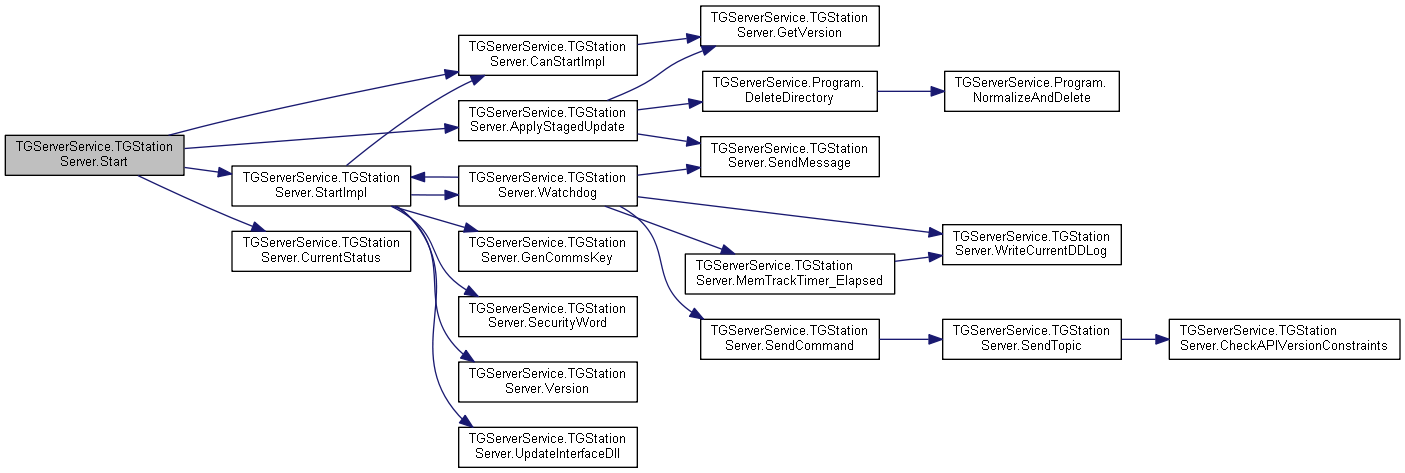 TGServerService.TGStation
Server.Start
TGServerService.TGStation
Server.StartImpl
TGServerService.TGStation
Server.CurrentStatus
TGServerService.TGStation
Server.CanStartImpl
TGServerService.TGStation
Server.ApplyStagedUpdate
TGServerService.TGStation
Server.Watchdog
TGServerService.TGStation
Server.GenCommsKey
TGServerService.TGStation
Server.SecurityWord
TGServerService.TGStation
Server.Version
TGServerService.TGStation
Server.UpdateInterfaceDll
TGServerService.TGStation
Server.GetVersion
TGServerService.Program.
DeleteDirectory
TGServerService.TGStation
Server.SendMessage
TGServerService.TGStation
Server.MemTrackTimer_Elapsed
TGServerService.TGStation
Server.SendCommand
TGServerService.Program.
NormalizeAndDelete
TGServerService.TGStation
Server.WriteCurrentDDLog
TGServerService.TGStation
Server.SendTopic
TGServerService.TGStation
Server.CheckAPIVersionConstraints